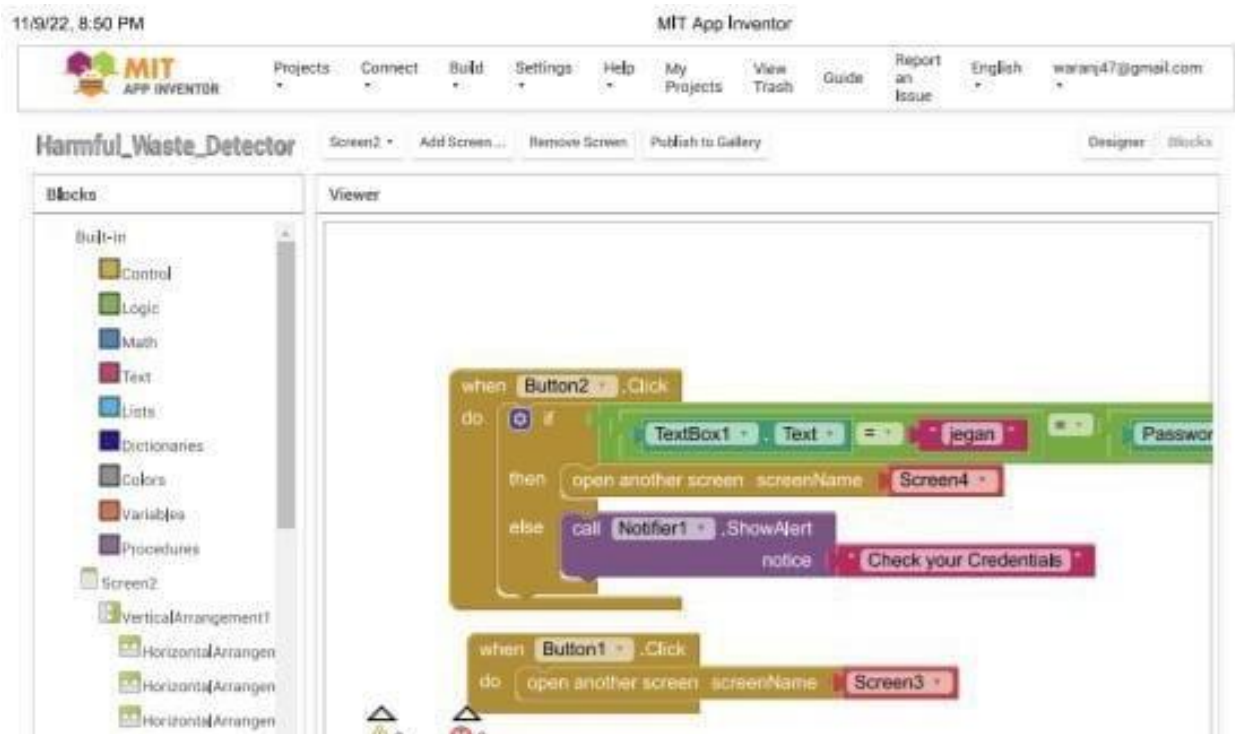 11/9/22, 8:50 PM MIT App Inventor
MIT APP INVENTOR Projects Connect Build Settings Help My Projects View Trash Guide Report an Issue English waranj47@gmail.com
Harmful_Waste_Detector Screen2 Add Screen ... Remove Screen Publish to Gallery Designer Blocks
Blocks Viewer
Built-in
Control
Logic
Math
Text
Lists
Dictionaries
Colors
Variables
Procedures
Screen2
VerticalArrangement1
HorizontalArrangen
HorizontalArrangen
HorizontalArrangen
when Button2 .Click
do if TextBox1 . Text = " jegan " = Passwor
then open another screen screenName Screen4
else call Notifier1 .ShowAlert
notice " Check your Credentials "
when Button1 .Click
do open another screen screenName Screen3